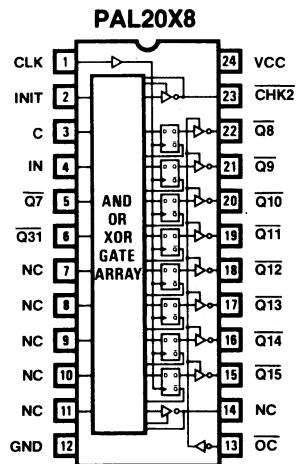 PAL20X8
CLK 1 24 VCC
INIT 2 23 CHK2
C 3 22 Q8
IN 4 21 Q9
Q7 5 20 Q10
Q31 6 19 Q11
NC 7 18 Q12
NC 8 17 Q13
NC 9 16 Q14
NC 10 15 Q15
NC 11 14 NC
GND 12 13 OC
AND
OR
XOR
GATE
ARRAY